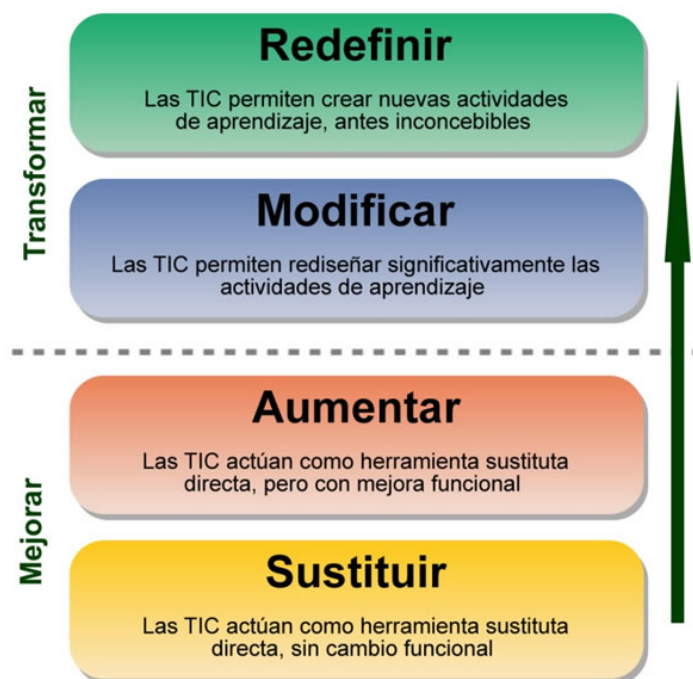 Transformar
Redefinir
Las TIC permiten crear nuevas actividades
de aprendizaje, antes inconcebibles
Modificar
Las TIC permiten rediseñar significativamente las
actividades de aprendizaje
Mejorar
Aumentar
Las TIC actúan como herramienta sustituta
directa, pero con mejora funcional
Sustituir
Las TIC actúan como herramienta sustituta
directa, sin cambio funcional